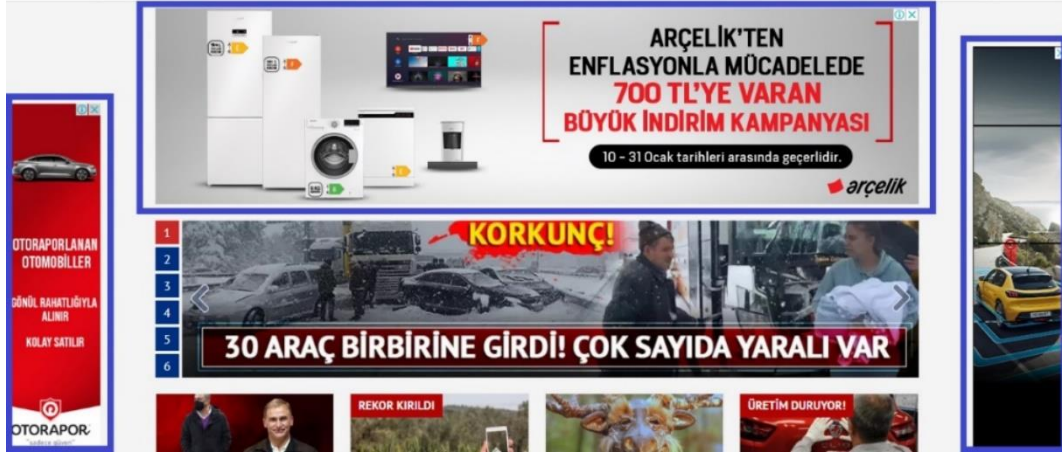 ARÇELİK'TEN
ENFLASYONLA MÜCADELEDE
700 TL'YE VARAN
BÜYÜK İNDİRİM KAMPANYASI
10 - 31 Ocak tarihleri arasında geçerlidir.
arçelik
OTORAPORLANAN
OTOMOBİLLER
GÖNÜL RAHATLIĞIYLA
ALINIR
KOLAY SATILIR
OTORAPOR
"sadece güven"
1
2
3
4
5
6
KORKUNÇ!
30 ARAÇ BİRBİRİNE GİRDİ! ÇOK SAYIDA YARALI VAR
REKOR KIRILDI
ÜRETİM DURUYOR!